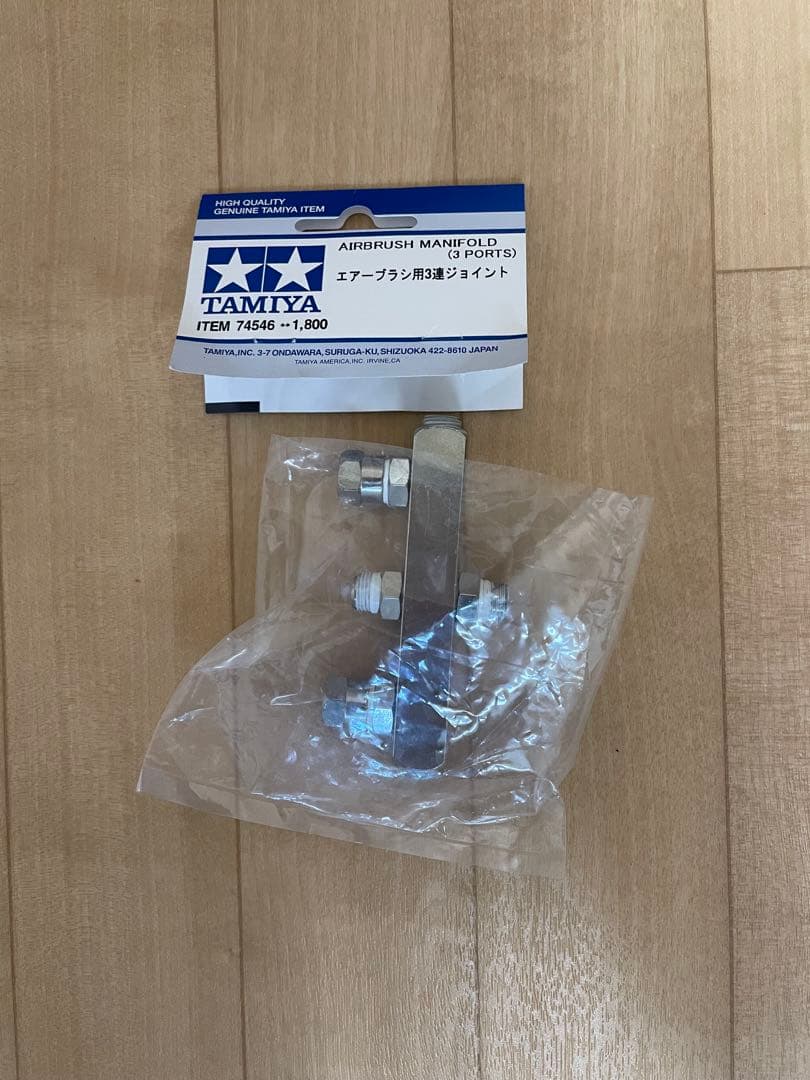 HIGH QUALITY
GENUINE TAMIYA ITEM
AIRBRUSH MANIFOLD
(3 PORTS)
エアーブラシ用3連ジョイント
TAMIYA
ITEM 74546 ↔1,800
TAMIYA,INC. 3-7 ONDAWARA, SURUGA-KU, SHIZUOKA 422-8610 JAPAN
TAMIYA AMERICA,INC. IRVINE,CA